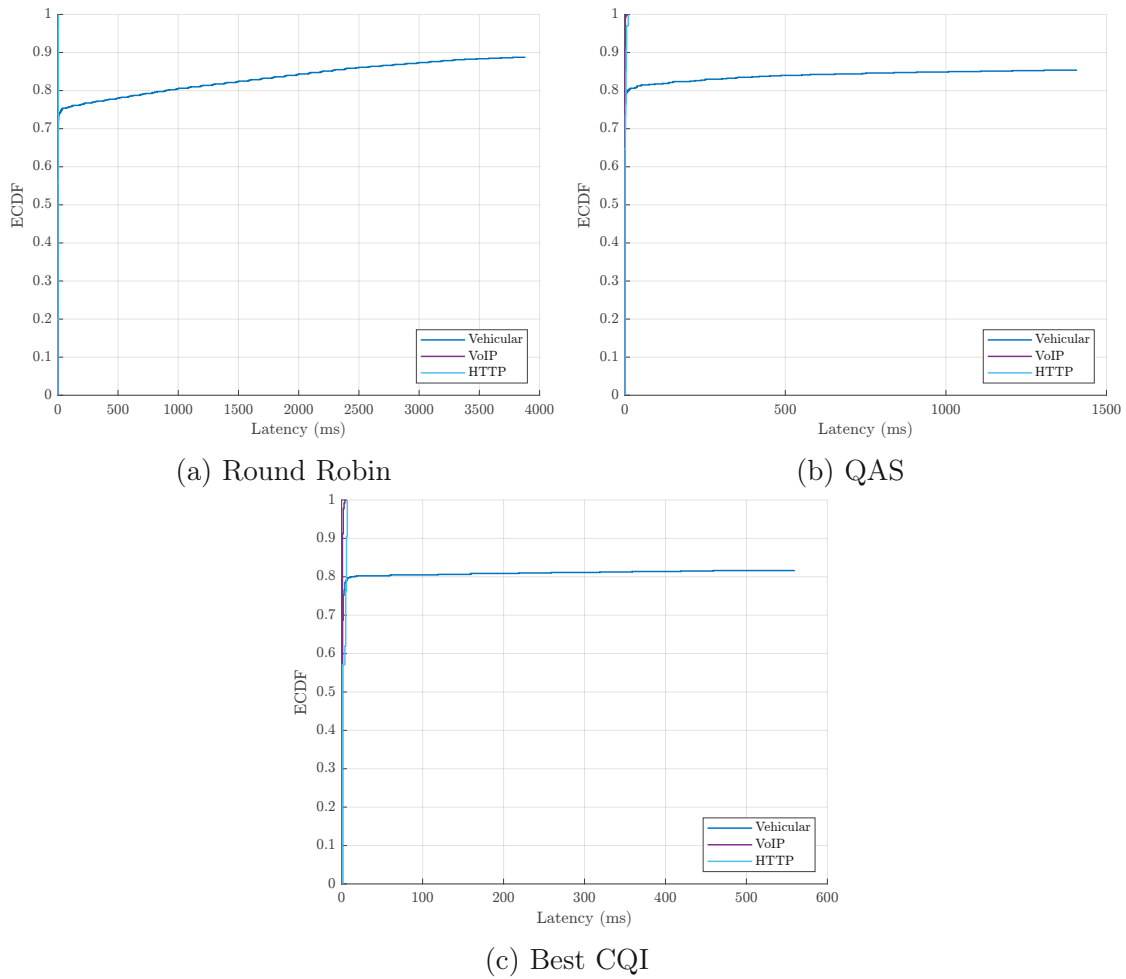 1
0.9
0.8
0.7
0.6
0.5
0.4
0.3
0.2
0.1
0
ECDF
Vehicular
VoIP
HTTP
0 500 1000 1500 2000 2500 3000 3500 4000
Latency (ms)
(a) Round Robin
1
0.9
0.8
0.7
0.6
0.5
0.4
0.3
0.2
0.1
0
ECDF
Vehicular
VoIP
HTTP
0 500 1000 1500
Latency (ms)
(b) QAS
1
0.9
0.8
0.7
0.6
0.5
0.4
0.3
0.2
0.1
0
ECDF
Vehicular
VoIP
HTTP
0 100 200 300 400 500 600
Latency (ms)
(c) Best CQI